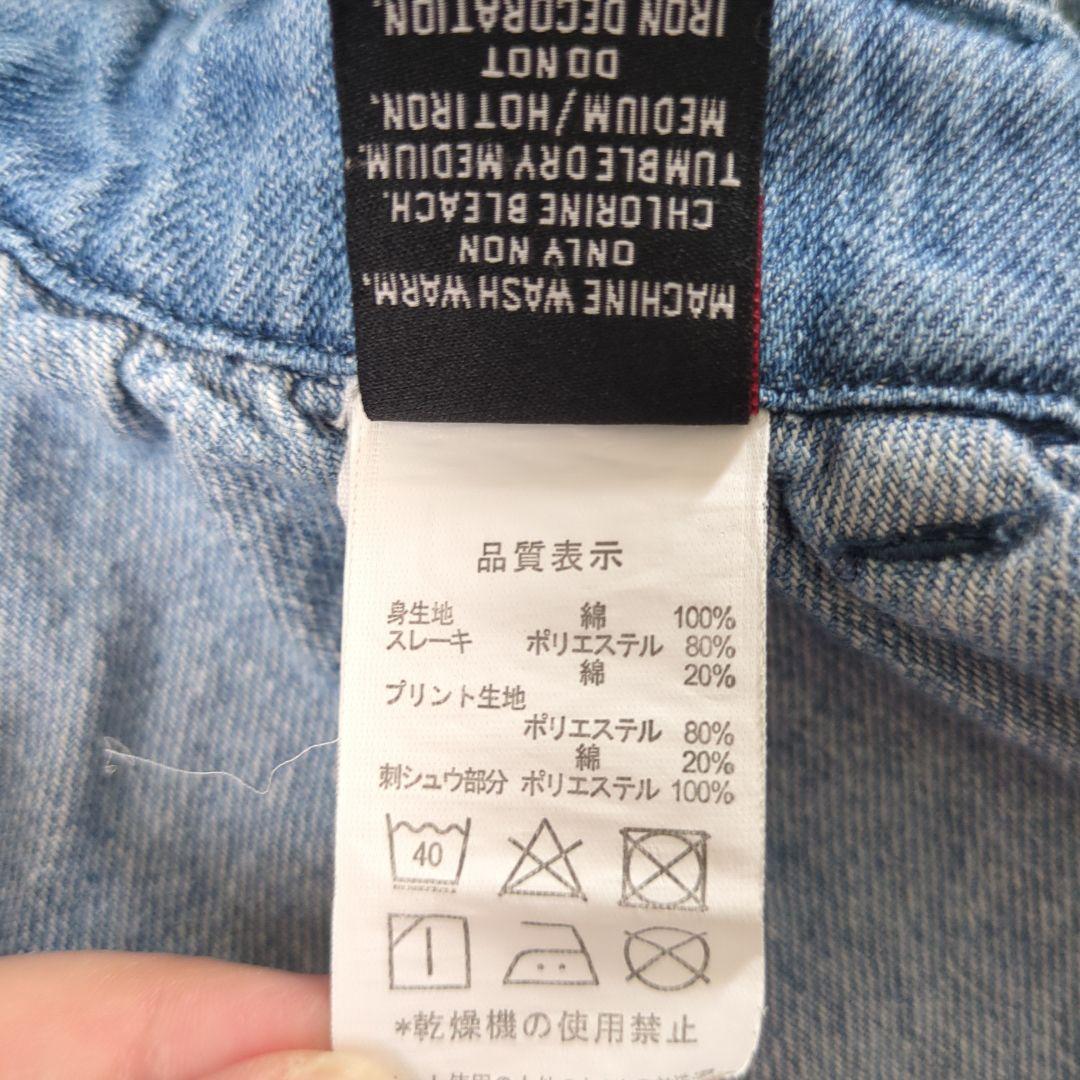 MACHINE WASH WARM,
ONLY NON
CHLORINE BLEACH.
TUMBLE DRY MEDIUM.
MEDIUM/HOT IRON.
DO NOT
IRON DECORATION.
品質表示
身生地 綿 100%
スレーキ ポリエステル 80%
綿 20%
プリント生地
ポリエステル 80%
綿 20%
刺シュウ部分 ポリエステル 100%
40
*乾燥機の使用禁止